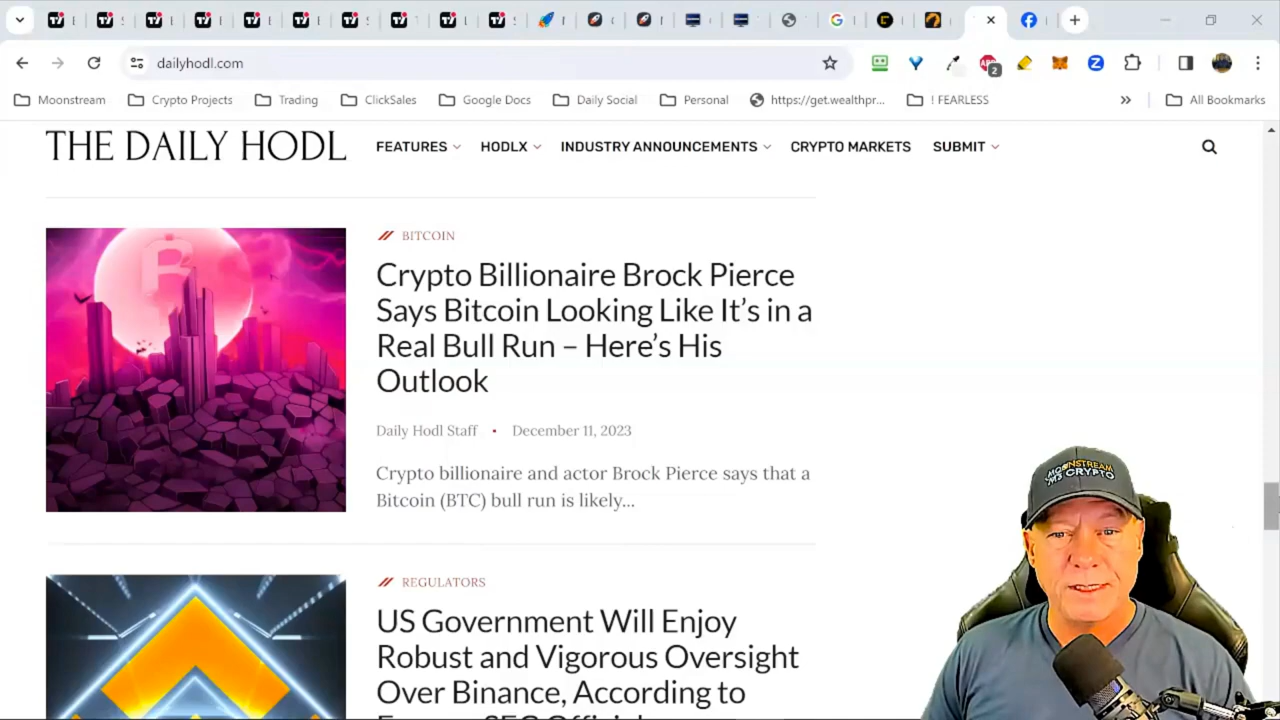 dailyhodl.com
2
Moonstream Crypto Projects Trading ClickSales Google Docs Daily Social Personal https://get.wealthpr... ! FEARLESS » All Bookmarks
THE DAILY HODL FEATURES HODLX INDUSTRY ANNOUNCEMENTS CRYPTO MARKETS SUBMIT
BITCOIN
Crypto Billionaire Brock Pierce
Says Bitcoin Looking Like It’s in a
Real Bull Run – Here’s His
Outlook
Daily Hodl Staff • December 11, 2023
Crypto billionaire and actor Brock Pierce says that a
Bitcoin (BTC) bull run is likely...
MOONSTREAM
CRYPTO
REGULATORS
US Government Will Enjoy
Robust and Vigorous Oversight
Over Binance, According to